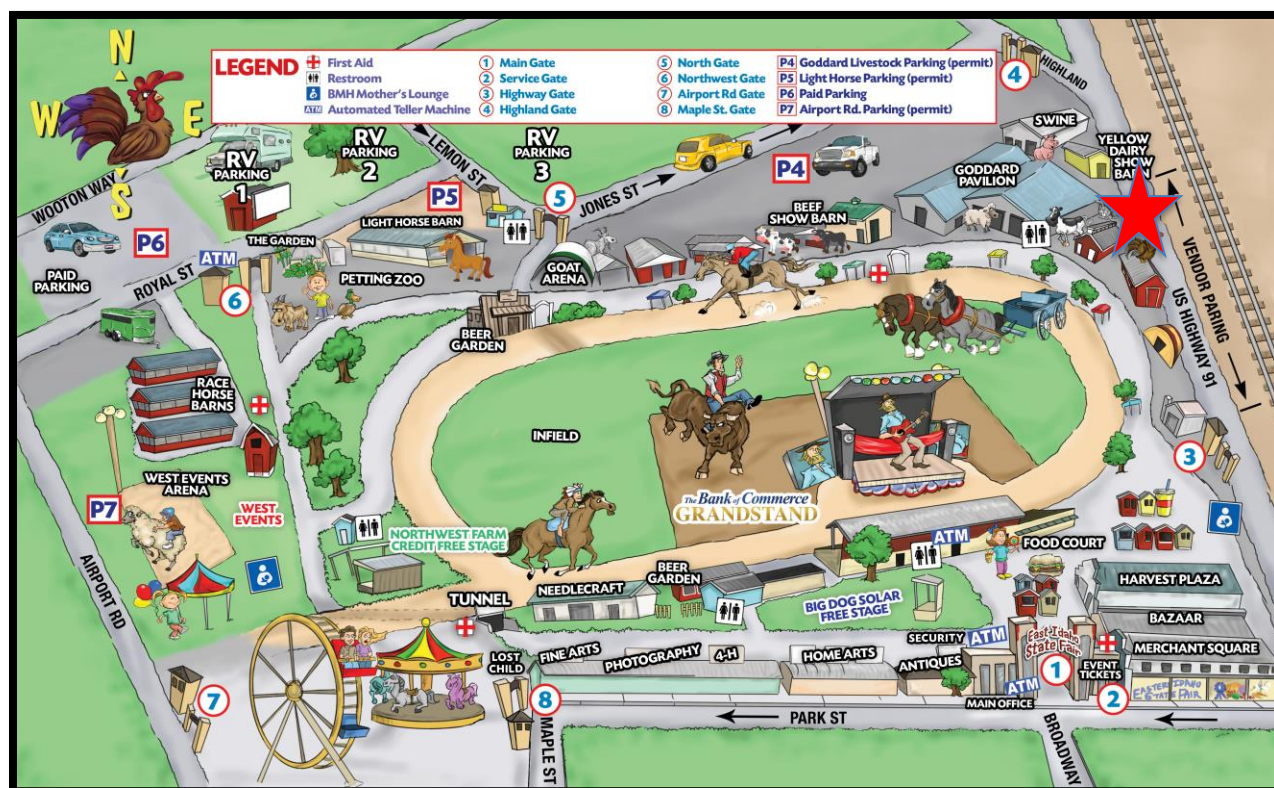 N
W
E
S
LEGEND
First Aid
Restroom
BMH Mother's Lounge
ATM Automated Teller Machine
1 Main Gate
2 Service Gate
3 Highway Gate
4 Highland Gate
5 North Gate
6 Northwest Gate
7 Airport Rd Gate
8 Maple St. Gate
P4 Goddard Livestock Parking (permit)
P5 Light Horse Parking (permit)
P6 Paid Parking
P7 Airport Rd. Parking (permit)
4
HIGHLAND
SWINE
YELLOW
DAIRY
SHOW
BARN
GODDARD
PAVILION
RV
PARKING
1
RV
PARKING
2
LEMON ST
RV
PARKING
3
P4
WOOTON WAY
P5
5
JONES ST
BEEF
SHOW BARN
LIGHT HORSE BARN
P6
THE GARDEN
ATM
PAID
PARKING
ROYAL ST
6
PETTING ZOO
GOAT
ARENA
VENDOR PARING
US HIGHWAY 91
BEER
GARDEN
RACE
HORSE
BARNS
INFIELD
3
WEST EVENTS
ARENA
P7
WEST
EVENTS
The Bank of Commerce
GRANDSTAND
NORTHWEST FARM
CREDIT FREE STAGE
ATM
FOOD COURT
AIRPORT RD
TUNNEL
NEEDLECRAFT
BEER
GARDEN
BIG DOG SOLAR
FREE STAGE
HARVEST PLAZA
BAZAAR
MERCHANT SQUARE
LOST
CHILD
FINE ARTS
PHOTOGRAPHY
4-H
HOME ARTS
ANTIQUES
SECURITY
ATM
East Idaho
State Fair
1
EVENT
TICKETS
2
EASTERN IDAHO
STATE FAIR
ATM
MAIN OFFICE
7
8
PARK ST
MAPLE ST
BROADWAY